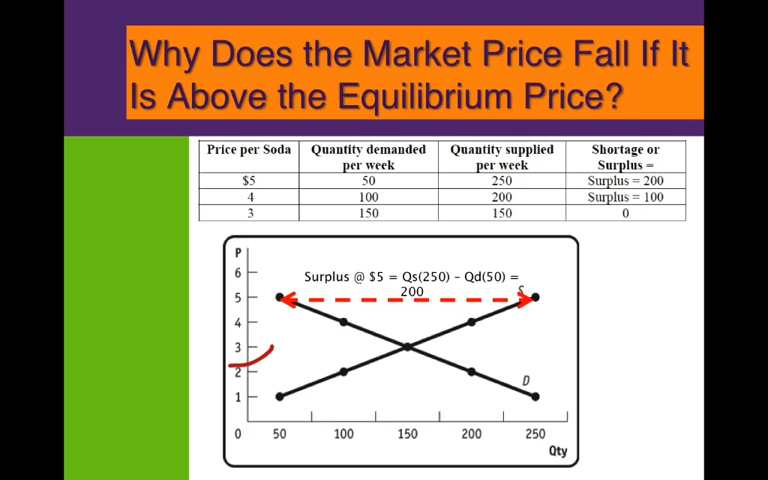 Why Does the Market Price Fall If It
Is Above the Equilibrium Price?
Price per Soda Quantity demanded per week Quantity supplied per week Shortage or Surplus =
$5 50 250 Surplus = 200
4 100 200 Surplus = 100
3 150 150 0
P
6
Surplus @ $5 = Qs(250) – Qd(50) =
200
S
5
4
3
2
D
1
0 50 100 150 200 250
Qty